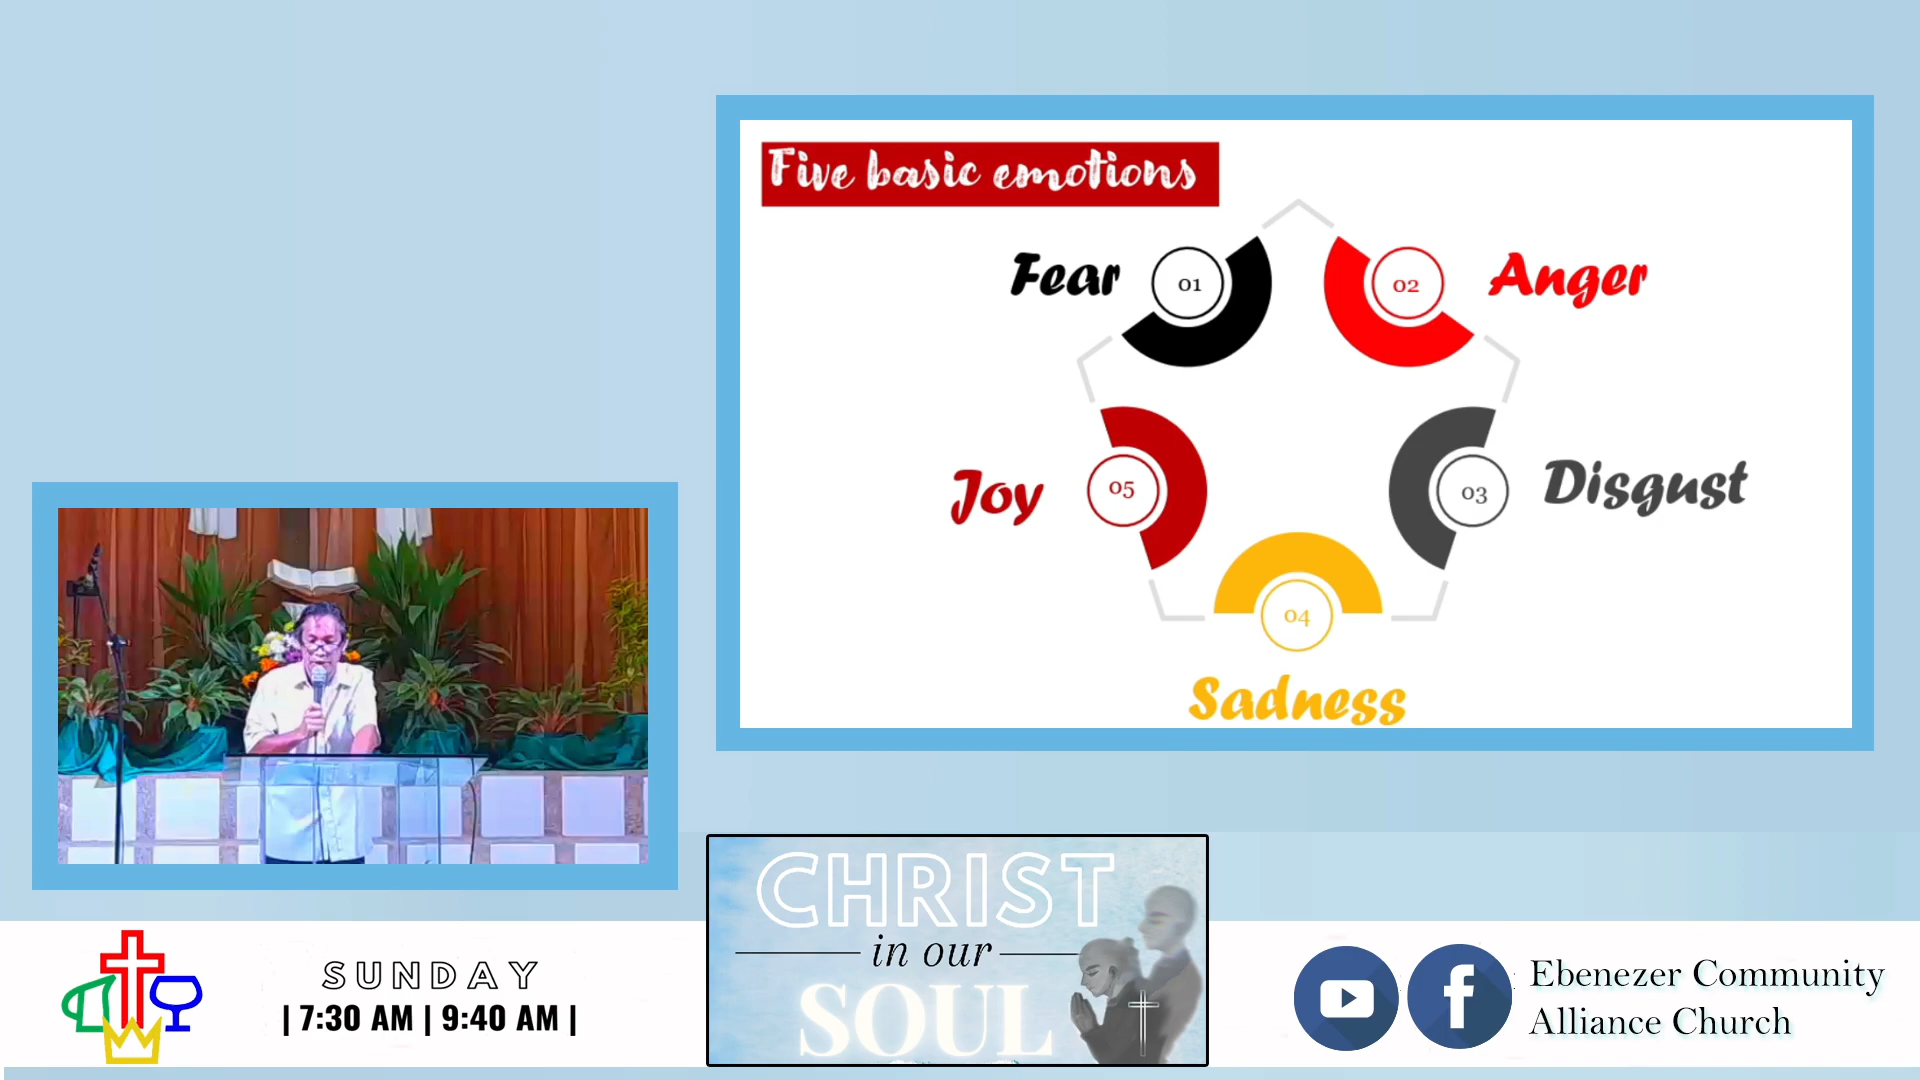 Five basic emotions
Fear
01
02
Anger
Joy
05
03
Disgust
04
Sadness
CHRIST
in our
SOUL
SUNDAY
| 7:30 AM | 9:40 AM |
f
Ebenezer Community
Alliance Church